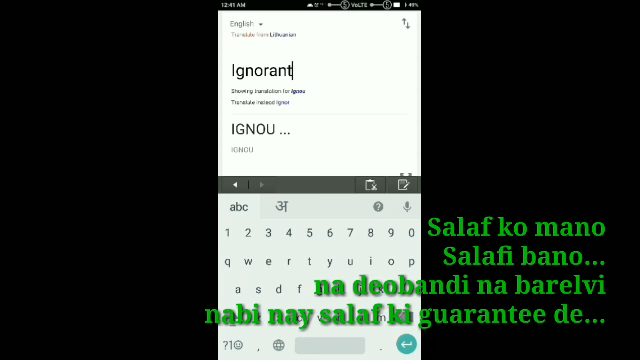 12:41 AM VoLTE 49%
English
Translate from Lithuanian
Ignorant
Showing translation for Ignou
Translate instead Ignor
IGNOU ...
IGNOU
abc अ
1 2 3 4 5 6 7 8 9 0
Salaf ko mano
q w e r t y u i o p
Salafi bano...
a s d f g h j k l
na deobandi na barelvi
nabi nay salaf ki guarantee de...
?1☺ , .